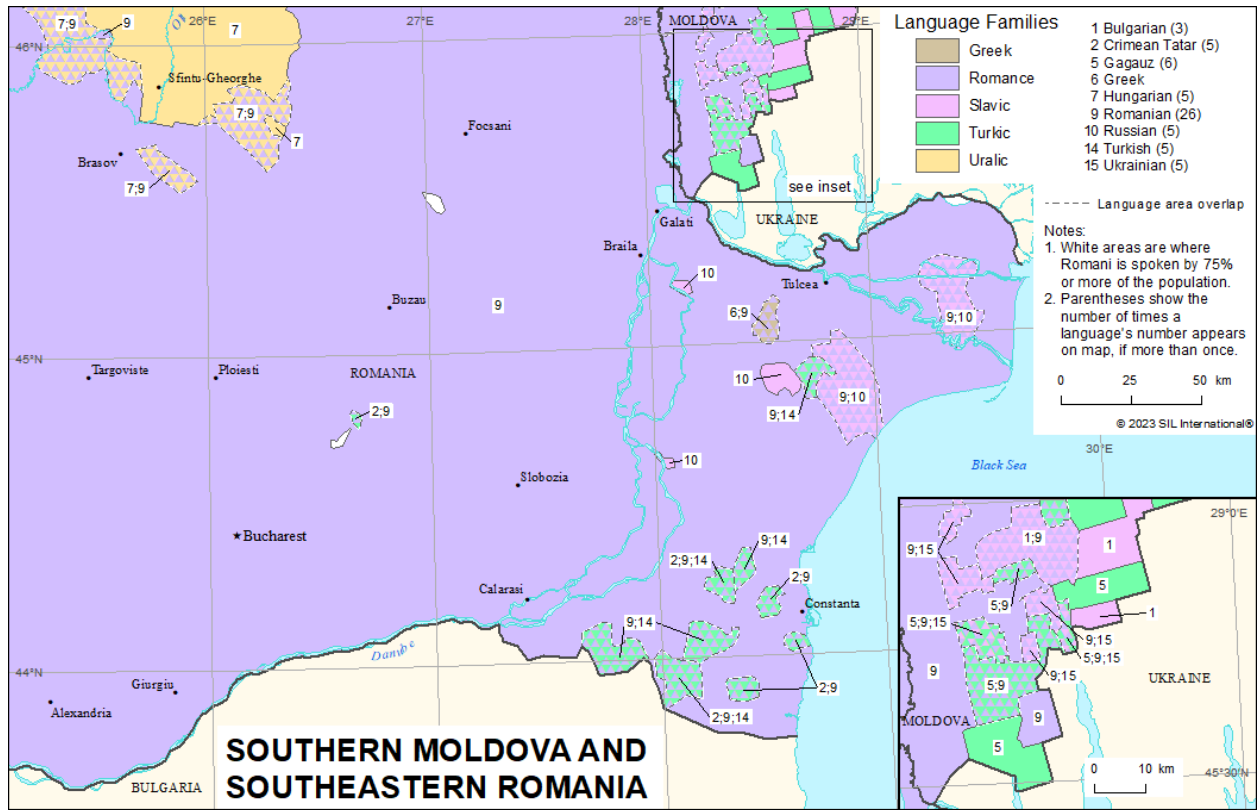 26°E
27°E
28°E
29°E
MOLDOVA
46°N
Olt
7;9
9
7
Sfintu-Gheorghe
7;9
7
Brasov
7;9
Focsani
see inset
UKRAINE
Galati
Braila
10
Tulcea
Buzau
9
6;9
9;10
45°N
Targoviste
Ploiesti
ROMANIA
10
9;14
9;10
2;9
10
Slobozia
Black Sea
30°E
Bucharest
9;14
2;9;14
2;9
Calarasi
Constanta
9;14
Danube
44°N
2;9
Giurgiu
Alexandria
2;9;14
BULGARIA
SOUTHERN MOLDOVA AND
SOUTHEASTERN ROMANIA
Language Families
Greek
Romance
Slavic
Turkic
Uralic
1 Bulgarian (3)
2 Crimean Tatar (5)
5 Gagauz (6)
6 Greek
7 Hungarian (5)
9 Romanian (26)
10 Russian (5)
14 Turkish (5)
15 Ukrainian (5)
Language area overlap
Notes:
1. White areas are where
Romani is spoken by 75%
or more of the population.
2. Parentheses show the
number of times a
language's number appears
on map, if more than once.
0 25 50 km
© 2023 SIL International®
29°0'E
9;15
1;9
1
5
5;9
1
5;9;15
9;15
5;9;15
9
9;15
5;9
UKRAINE
MOLDOVA
9
5
0 10 km
45°30'N